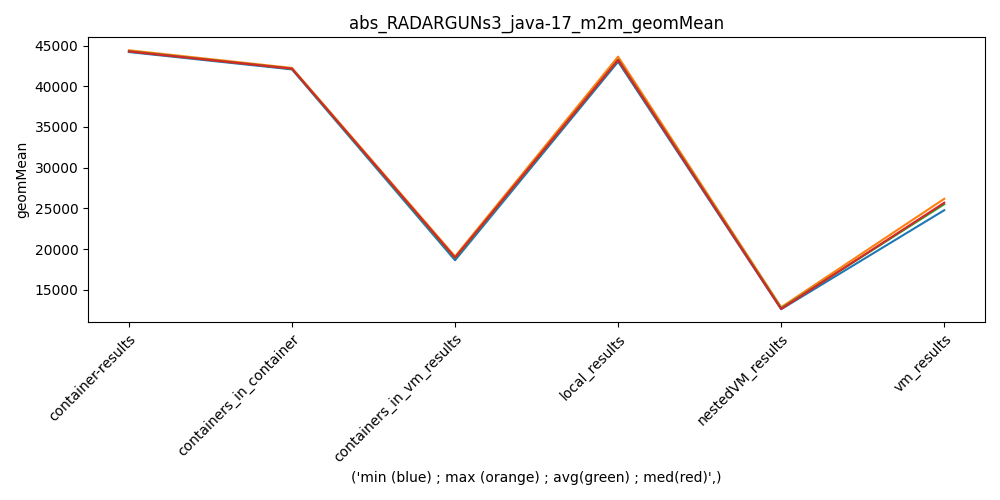 abs_RADARGUNs3_java-17_m2m_geomMean
geomMean
45000
40000
35000
30000
25000
20000
15000
container-results
containers_in_container
containers_in_vm_results
local_results
nestedVM_results
vm_results
('min (blue) ; max (orange) ; avg(green) ; med(red)',)